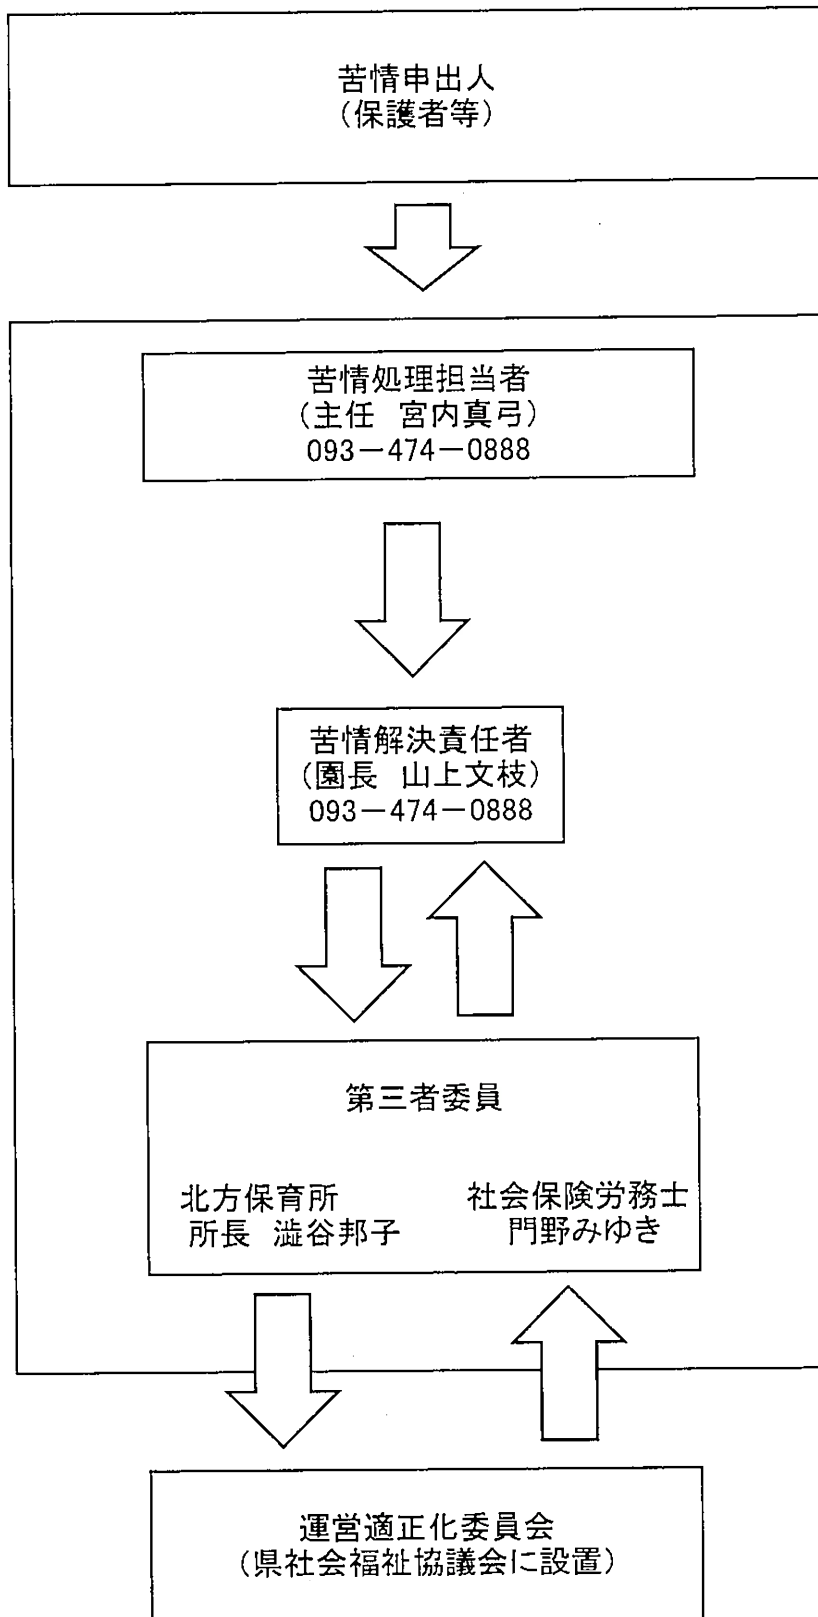 苦情申出人
(保護者等)
苦情処理担当者
(主任 宮内真弓)
093－474－0888
苦情解決責任者
(園長 山上文枝)
093－474－0888
第三者委員
北方保育所
所長 澁谷邦子
社会保険労務士
門野みゆき
運営適正化委員会
(県社会福祉協議会に設置)